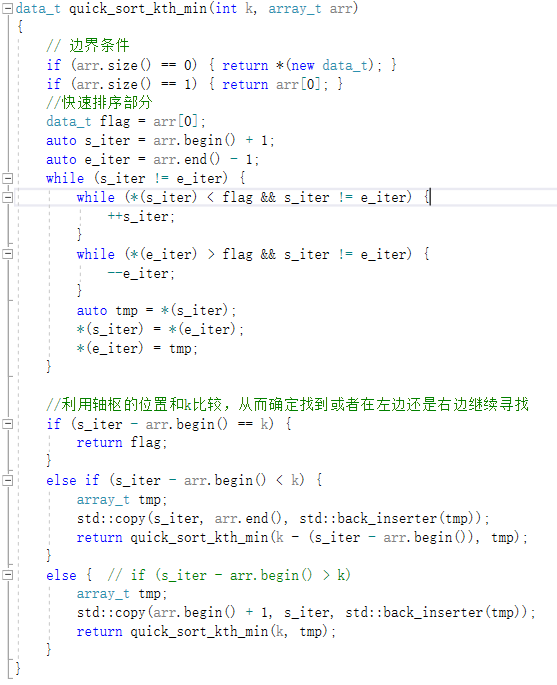 data_t quick_sort_kth_min(int k, array_t arr)
{
    // 边界条件
    if (arr.size() == 0) { return *(new data_t); }
    if (arr.size() == 1) { return arr[0]; }
    //快速排序部分
    data_t flag = arr[0];
    auto s_iter = arr.begin() + 1;
    auto e_iter = arr.end() - 1;
    while (s_iter != e_iter) {
        while (*(s_iter) < flag && s_iter != e_iter) {
            ++s_iter;
        }
        while (*(e_iter) > flag && s_iter != e_iter) {
            --e_iter;
        }
        auto tmp = *(s_iter);
        *(s_iter) = *(e_iter);
        *(e_iter) = tmp;
    }
    //利用轴枢的位置和k比较，从而确定找到或者在左边还是右边继续寻找
    if (s_iter - arr.begin() == k) {
        return flag;
    }
    else if (s_iter - arr.begin() < k) {
        array_t tmp;
        std::copy(s_iter, arr.end(), std::back_inserter(tmp));
        return quick_sort_kth_min(k - (s_iter - arr.begin()), tmp);
    }
    else {  // if (s_iter - arr.begin() > k)
        array_t tmp;
        std::copy(arr.begin() + 1, s_iter, std::back_inserter(tmp));
        return quick_sort_kth_min(k, tmp);
    }
}